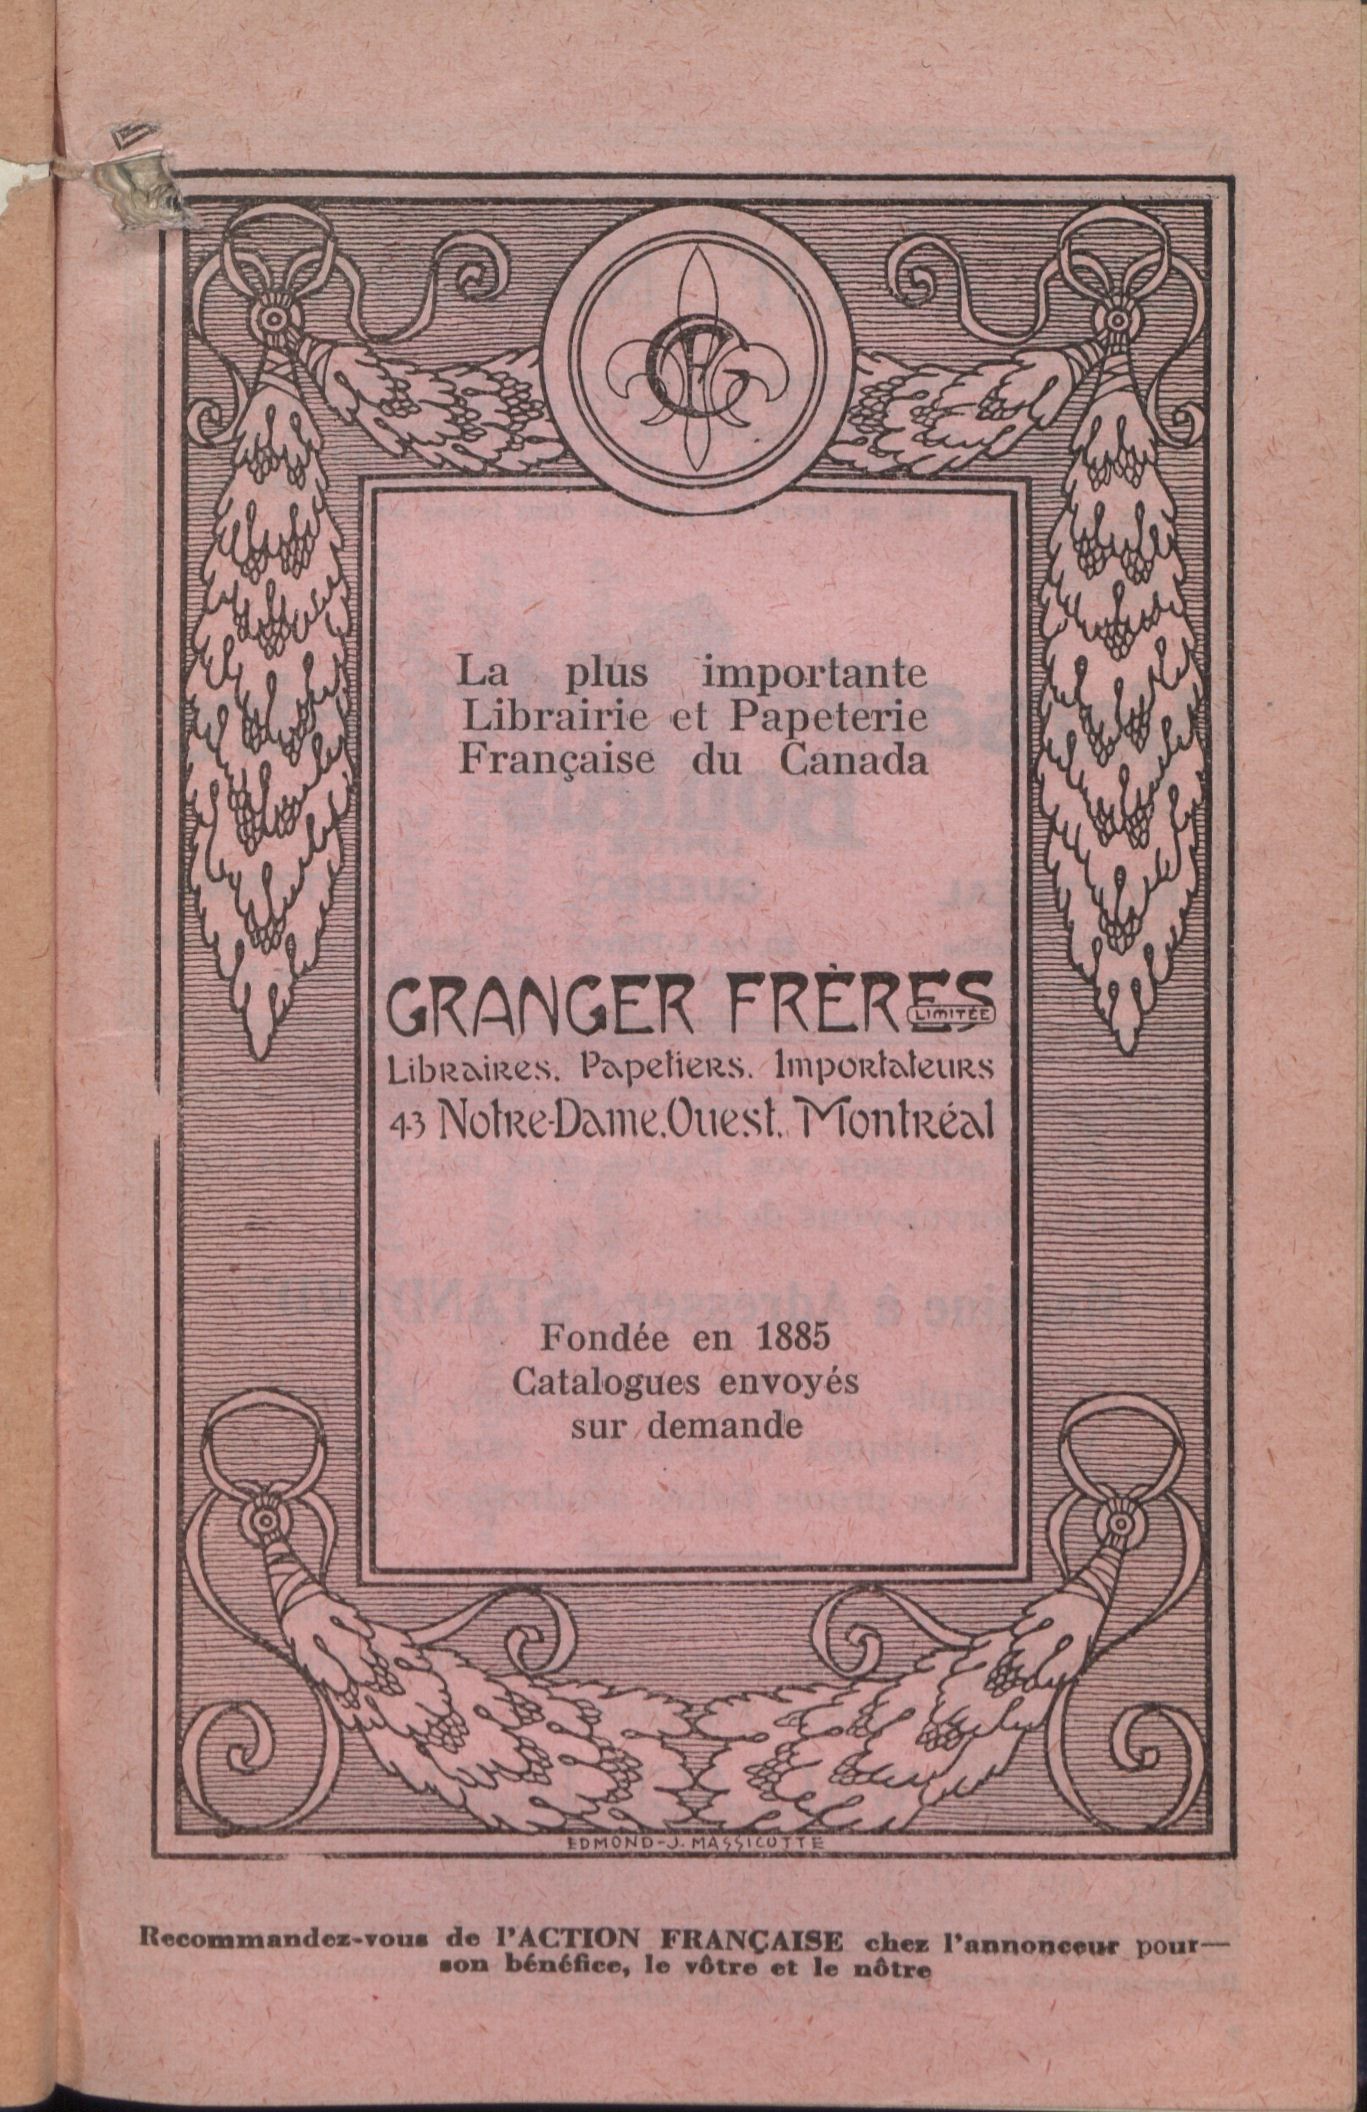 La plus importante
Librairie et Papeterie
Française du Canada
GRANGER FRÈRES
LIMITÉE
Libraires. Papetiers. Importateurs
43 Notre-Dame. Ouest. Montréal
Fondée en 1885
Catalogues envoyés
sur demande
EDMOND-J. MASSICOTTE
Recommandez-vous de l'ACTION FRANÇAISE chez l'annonceur pour—
son bénéfice, le vôtre et le nôtre